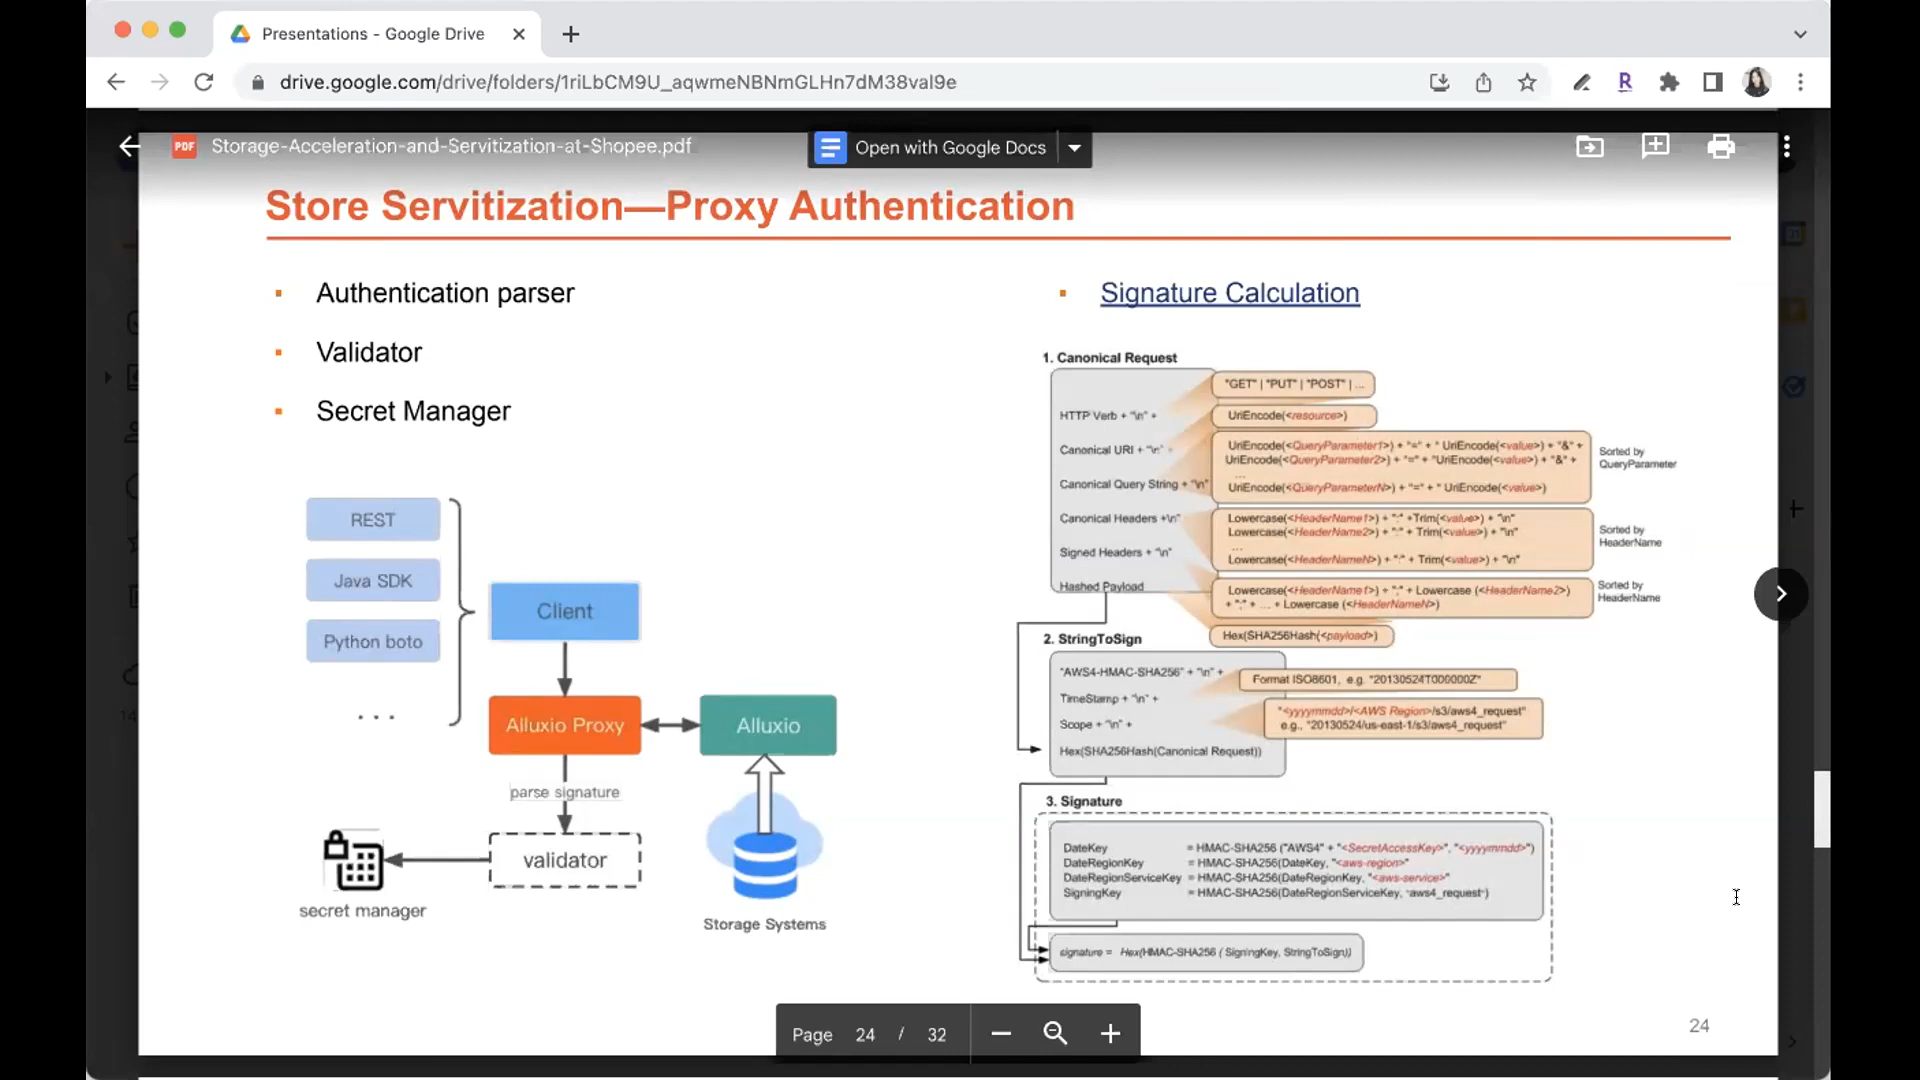 Presentations - Google Drive
drive.google.com/drive/folders/1riLbCM9U_aqwmeNBNmGLHn7dM38val9e
R
PDF Storage-Acceleration-and-Servitization-at-Shopee.pdf
Open with Google Docs
Store Servitization—Proxy Authentication
▪ Authentication parser
▪ Validator
▪ Secret Manager
REST
Java SDK
Python boto
...
Client
Alluxio Proxy
Alluxio
parse signature
validator
secret manager
Storage Systems
▪ Signature Calculation
1. Canonical Request
HTTP Verb + "\n" +
Canonical URI + "\n" +
Canonical Query String + "\n"
Canonical Headers +\n"
Signed Headers + "\n"
Hashed Payload
"GET" | "PUT" | "POST" | ...
UriEncode(<resource>)
UriEncode(<QueryParameter1>) + "=" + " UriEncode(<value>) + "&" +
UriEncode(<QueryParameter2>) + "=" + "UriEncode(<value>) + "&" +
...
UriEncode(<QueryParameterN>) + "=" + " UriEncode(<value>)
Sorted by
QueryParameter
Lowercase(<HeaderName1>) + ":" +Trim(<value>) + "\n"
Lowercase(<HeaderName2>) + ":" + Trim(<value>) + "\n"
...
Lowercase(<HeaderNameN>) + ":" + Trim(<value>) + "\n"
Sorted by
HeaderName
Lowercase(<HeaderName1>) + ";" + Lowercase (<HeaderName2>)
+ ";" + ... + Lowercase (<HeaderNameN>)
Sorted by
HeaderName
Hex(SHA256Hash(<payload>)
2. StringToSign
"AWS4-HMAC-SHA256" + "\n" +
TimeStamp + "\n" +
Scope + "\n" +
Hex(SHA256Hash(Canonical Request))
Format ISO8601, e.g. "20130524T000000Z"
"<yyyymmdd>/<AWS Region>/s3/aws4_request"
e.g., "20130524/us-east-1/s3/aws4_request"
3. Signature
DateKey = HMAC-SHA256 ("AWS4" + "<SecretAccessKey>", "<yyyymmdd>")
DateRegionKey = HMAC-SHA256(DateKey, "<aws-region>"
DateRegionServiceKey = HMAC-SHA256(DateRegionKey, "<aws-service>"
SigningKey = HMAC-SHA256(DateRegionServiceKey, "aws4_request")
signature = Hex(HMAC-SHA256 ( SigningKey, StringToSign))
24
Page 24 / 32